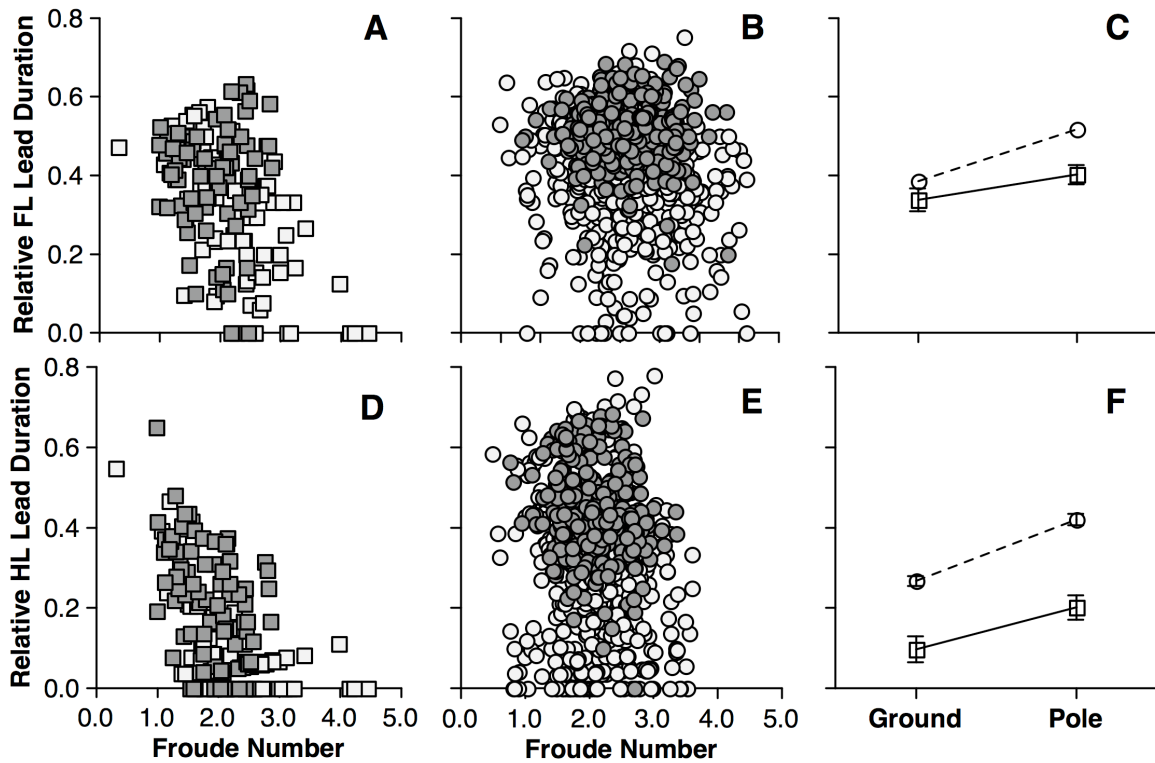 0.8
A
B
C
0.6
0.4
0.2
0.0
Relative FL Lead Duration
0.8
D
E
F
0.6
0.4
0.2
0.0
Relative HL Lead Duration
0.0 1.0 2.0 3.0 4.0 5.0
0.0 1.0 2.0 3.0 4.0 5.0
Ground Pole
Froude Number
Froude Number